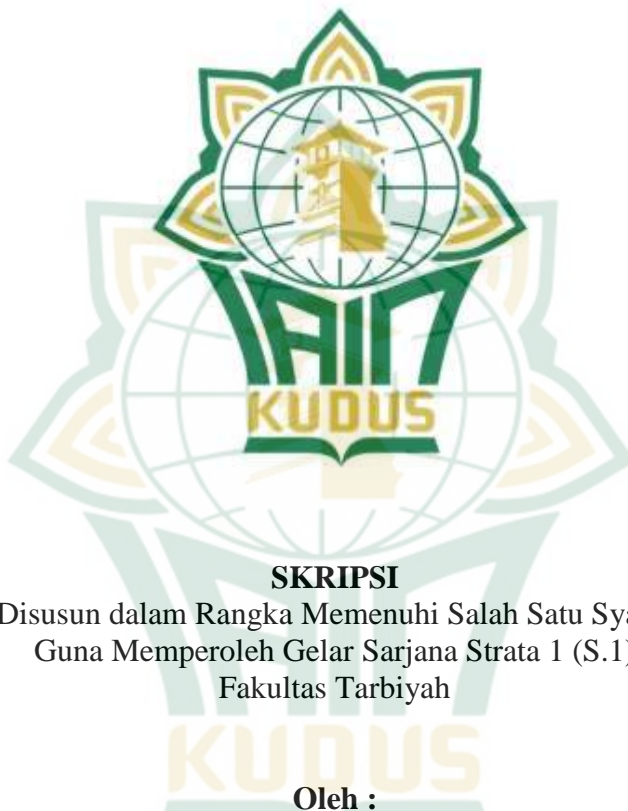 IAIN
KUDUS
SKRIPSI
Disusun dalam Rangka Memenuhi Salah Satu
Guna Memperoleh Gelar Sarjana Strata 1 (S.1)
Fakultas Tarbiyah
KUDUS
Oleh :